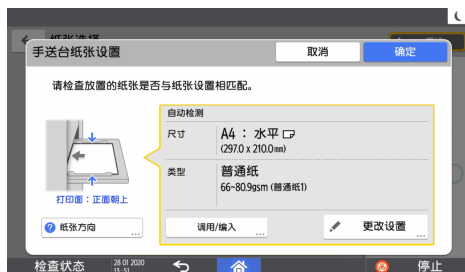 纸张选择
手送台纸张设置
取消
确定
请检查放置的纸张是否与纸张设置相匹配。
自动检测
尺寸
A4： 水平
(297.0 x 210.0mm)
类型
普通纸
66~80.9gsm (普通纸1)
打印面：正面朝上
纸张方向
...
调用/编入
...
更改设置
...
检查状态
28 01 2020
13:51
停止